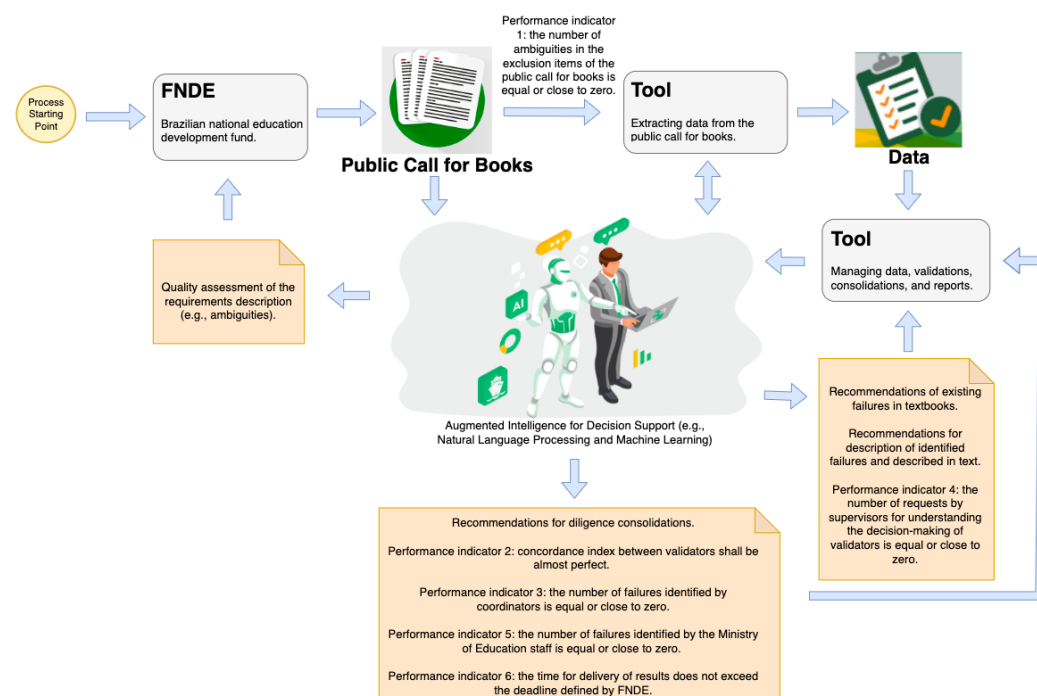 Process
Starting
Point
FNDE
Brazilian national education
development fund.
Public Call for Books
Performance indicator
1: the number of
ambiguities in the
exclusion items of the
public call for books is
equal or close to zero.
Tool
Extracting data from the
public call for books.
Data
Tool
Managing data, validations,
consolidations, and reports.
Quality assessment of the
requirements description
(e.g., ambiguities).
AI
Augmented Intelligence for Decision Support (e.g.,
Natural Language Processing and Machine Learning)
Recommendations of existing
failures in textbooks.
Recommendations for
description of identified
failures and described in text.
Performance indicator 4: the
number of requests by
supervisors for understanding
the decision-making of
validators is equal or close to
zero.
Recommendations for diligence consolidations.
Performance indicator 2: concordance index between validators shall be
almost perfect.
Performance indicator 3: the number of failures identified by
coordinators is equal or close to zero.
Performance indicator 5: the number of failures identified by the Ministry
of Education staff is equal or close to zero.
Performance indicator 6: the time for delivery of results does not exceed
the deadline defined by FNDE.